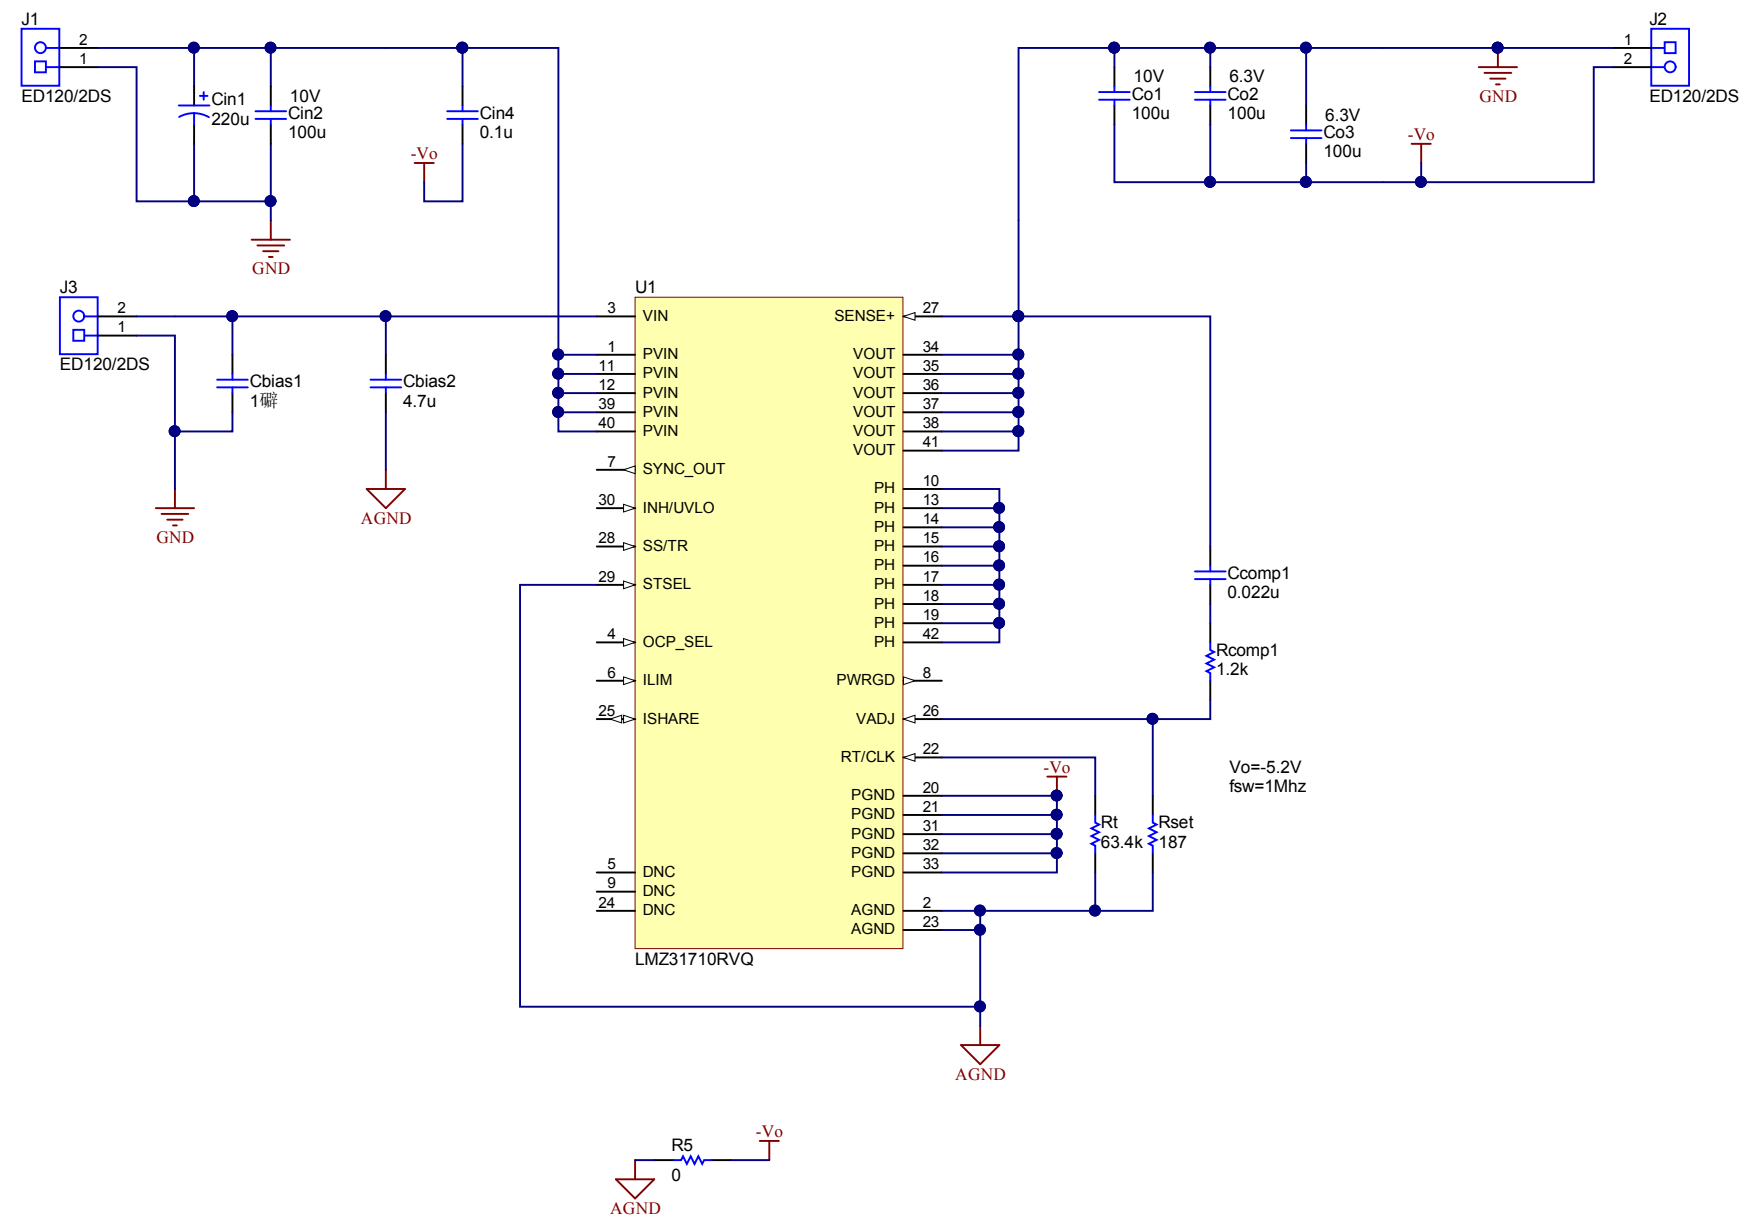 J1
2
1
ED120/2DS
+
Cin1
220u
10V
Cin2
100u
Cin4
0.1u
-Vo
GND
J2
1
2
ED120/2DS
10V
Co1
100u
6.3V
Co2
100u
6.3V
Co3
100u
-Vo
GND
J3
2
1
ED120/2DS
Cbias1
1礔
Cbias2
4.7u
GND
AGND
U1
3 VIN
1 PVIN
11 PVIN
12 PVIN
39 PVIN
40 PVIN
7 SYNC_OUT
30 INH/UVLO
28 SS/TR
29 STSEL
4 OCP_SEL
6 ILIM
25 ISHARE
5 DNC
9 DNC
24 DNC
SENSE+ 27
VOUT 34
VOUT 35
VOUT 36
VOUT 37
VOUT 38
VOUT 41
PH 10
PH 13
PH 14
PH 15
PH 16
PH 17
PH 18
PH 19
PH 42
PWRGD 8
VADJ 26
RT/CLK 22
PGND 20
PGND 21
PGND 31
PGND 32
PGND 33
AGND 2
AGND 23
LMZ31710RVQ
Ccomp1
0.022u
Rcomp1
1.2k
-Vo
Rt
63.4k
Rset
187
Vo=-5.2V
fsw=1Mhz
AGND
R5
0
-Vo
AGND